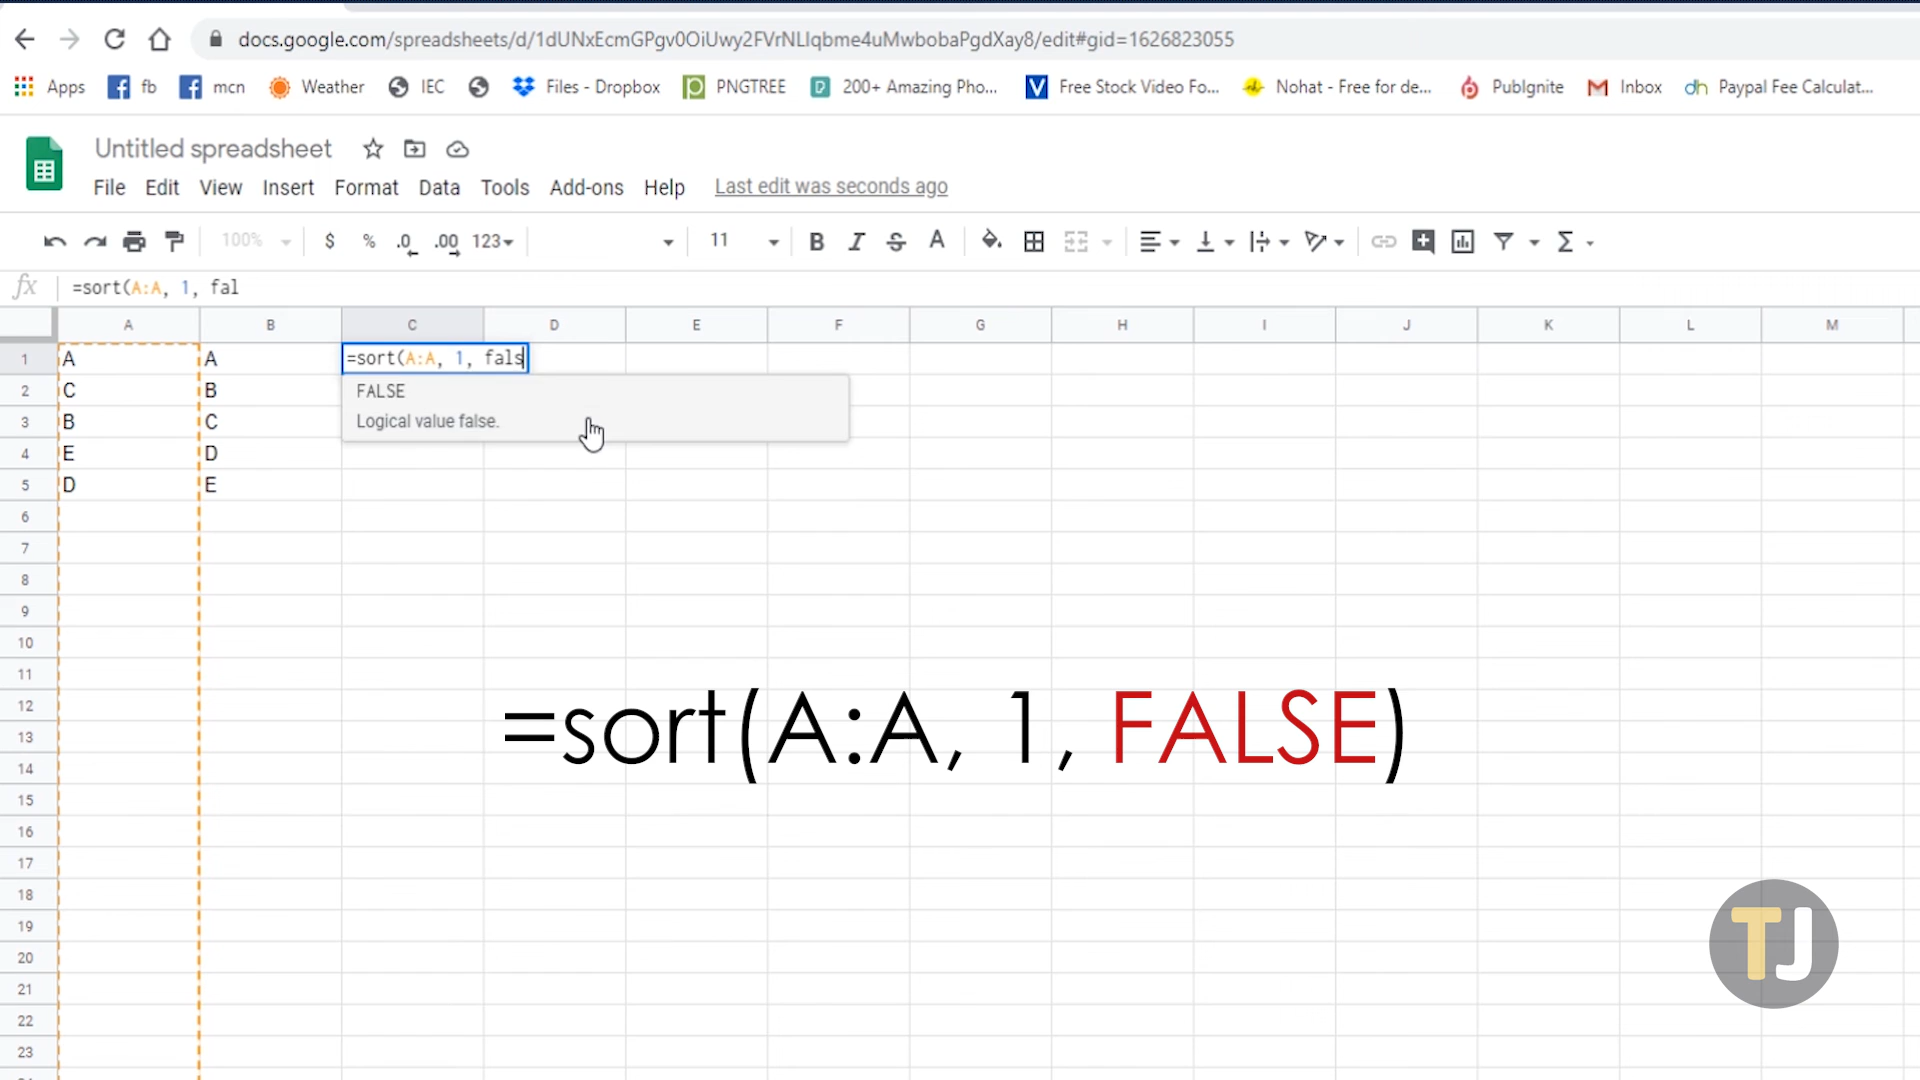 docs.google.com/spreadsheets/d/1dUNxEcmGPgv0OiUwy2FVrNLIqbme4uMwbobaPgdXay8/edit#gid=1626823055
Apps fb mcn Weather IEC Files - Dropbox PNGTREE 200+ Amazing Pho... Free Stock Video Fo... Nohat - Free for de... PubIgnite Inbox Paypal Fee Calculat...
Untitled spreadsheet
File Edit View Insert Format Data Tools Add-ons Help Last edit was seconds ago
100% $ % .0 .00 123 11 B I S A
fx =sort(A:A, 1, fal
A B C D E F G H I J K L M
1 A A =sort(A:A, 1, fals
2 C B FALSE
3 B C Logical value false.
4 E D
5 D E
6
7
8
9
10
11
12
13
14
15
16
17
18
19
20
21
22
23
=sort(A:A, 1, FALSE)
TJ